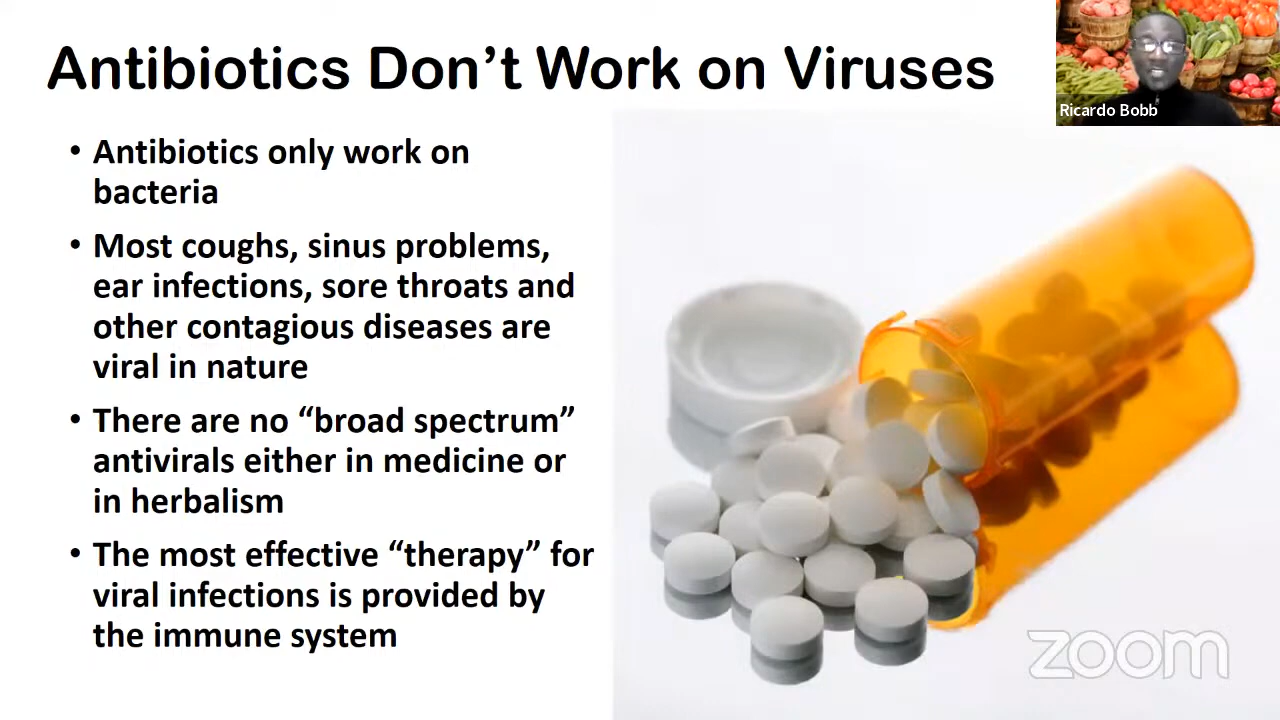 Antibiotics Don’t Work on Viruses
Ricardo Bobb
• Antibiotics only work on
bacteria
• Most coughs, sinus problems,
ear infections, sore throats and
other contagious diseases are
viral in nature
• There are no “broad spectrum”
antivirals either in medicine or
in herbalism
• The most effective “therapy” for
viral infections is provided by
the immune system
zoom